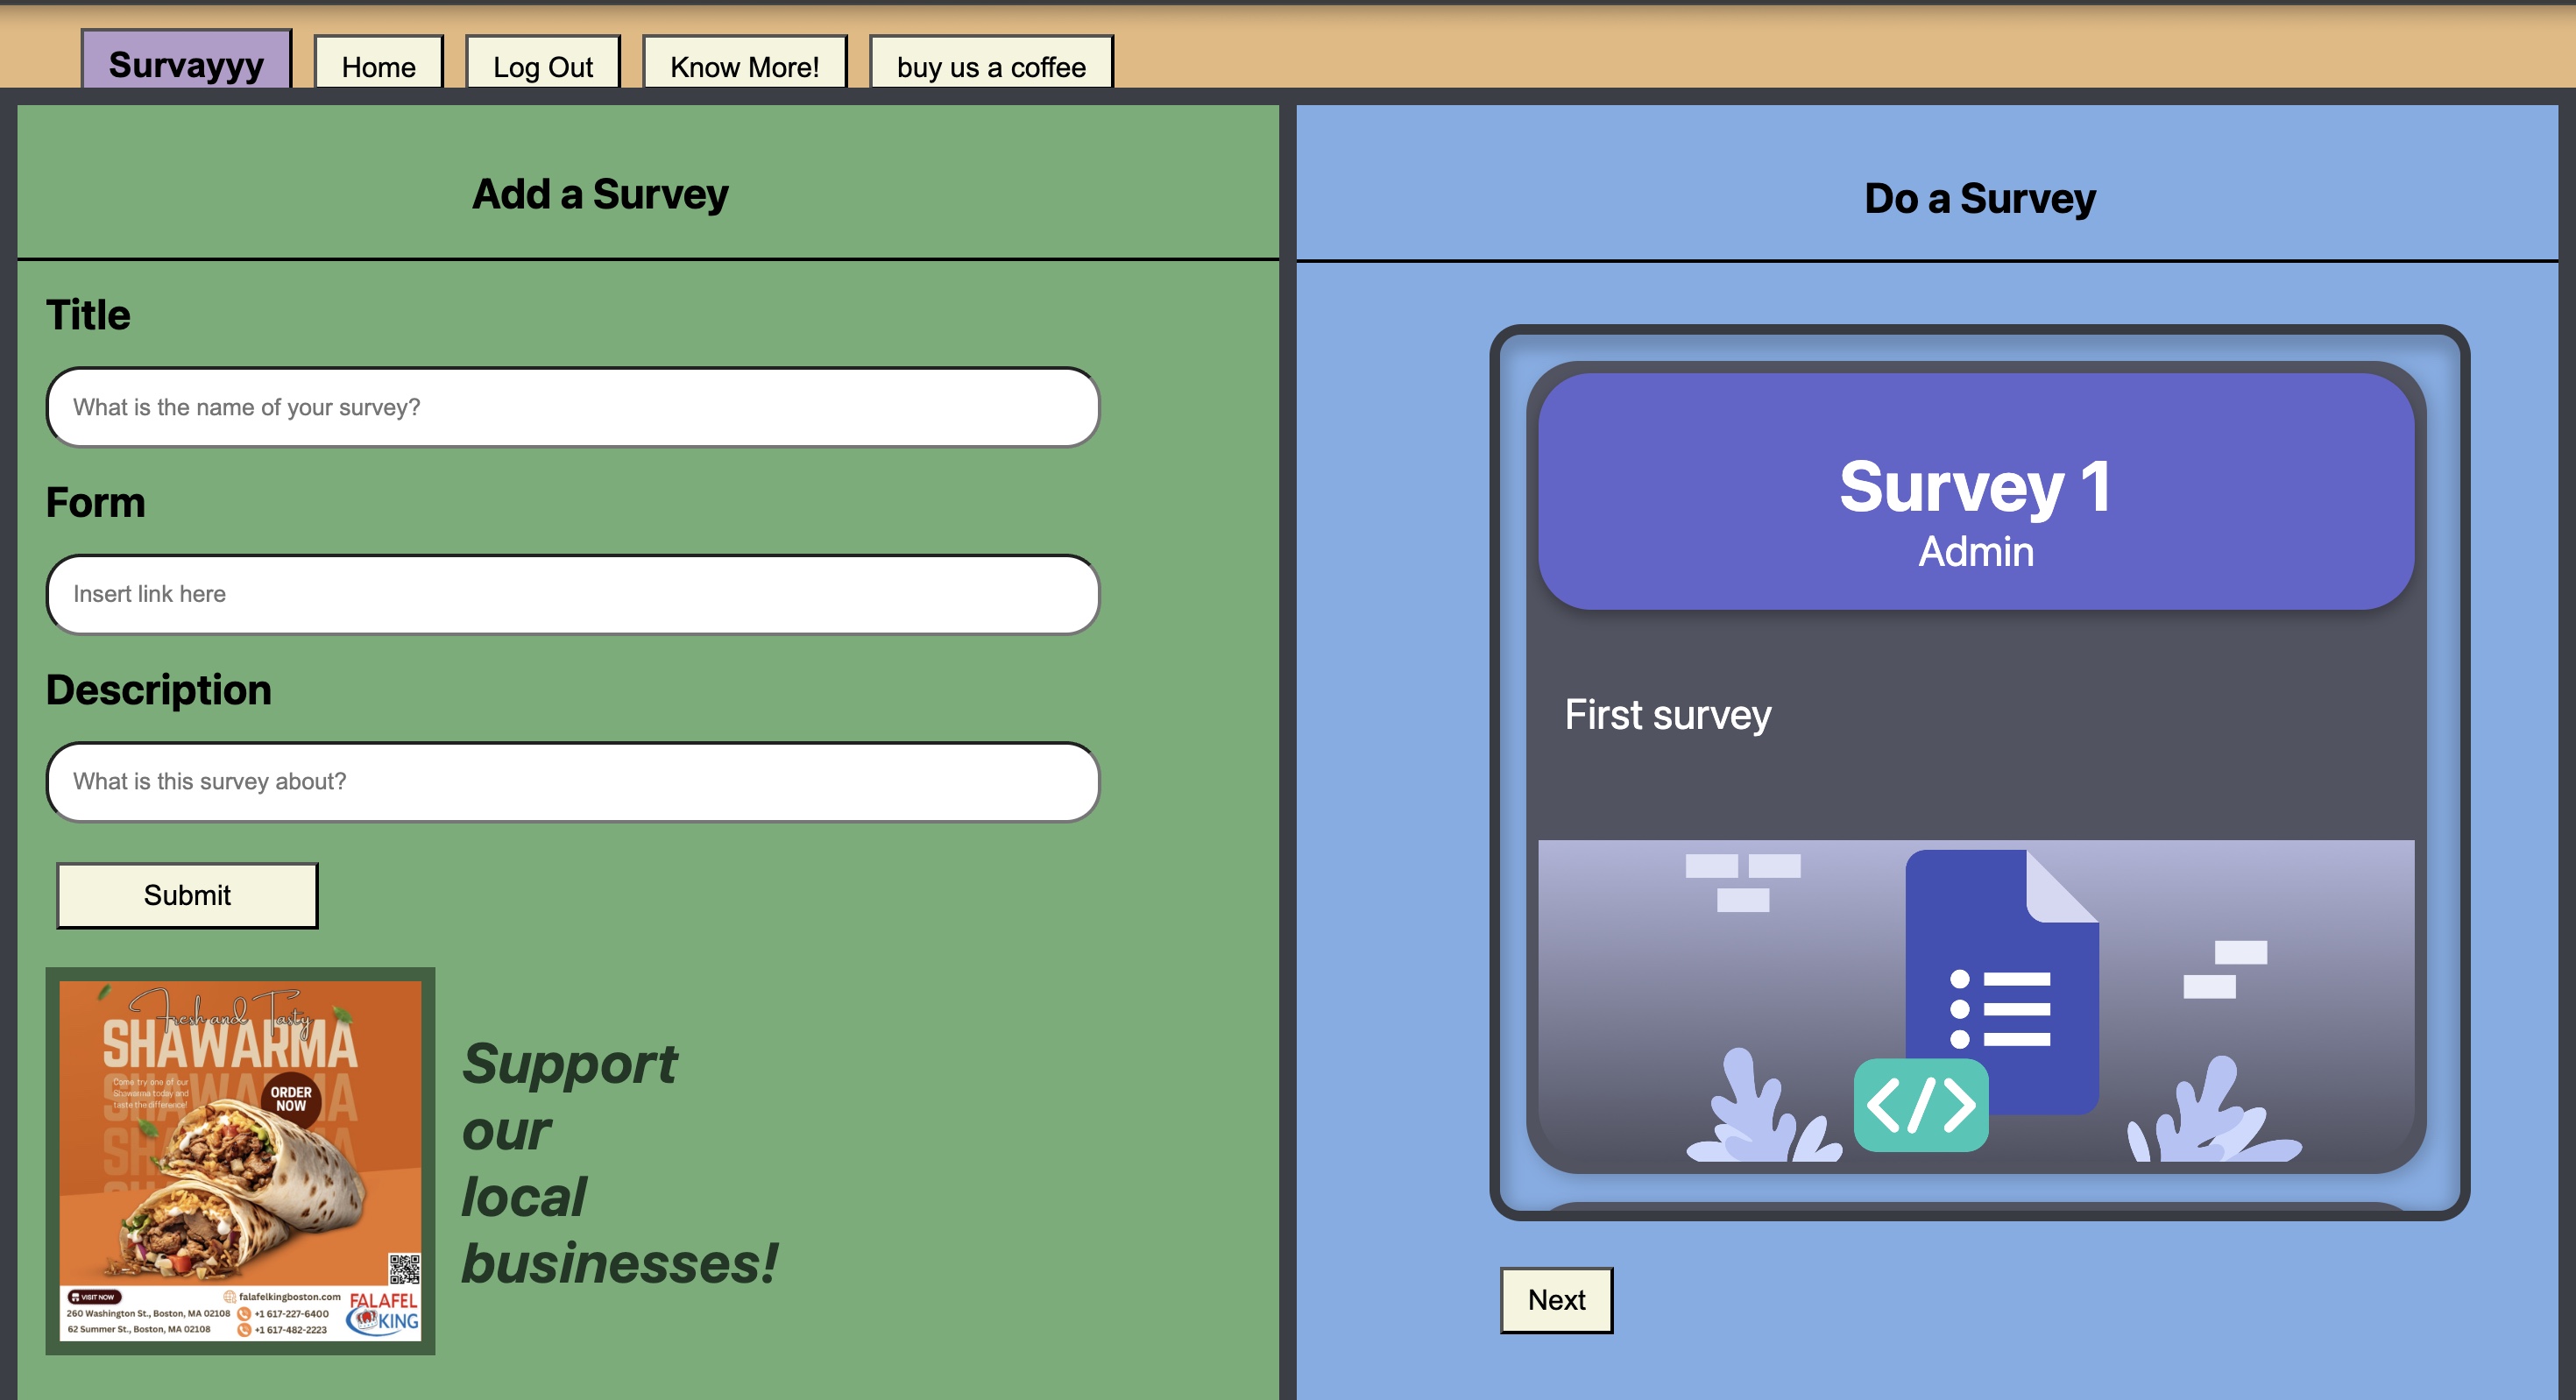 Survayyy
Home
Log Out
Know More!
buy us a coffee
Add a Survey
Title
What is the name of your survey?
Form
Insert link here
Description
What is this survey about?
Submit
Fresh and Tasty
SHAWARMA
Come try one of our
Shawarma today and
taste the difference!
ORDER
NOW
SHAWARMA
VISIT NOW
falafelkingboston.com
260 Washington St., Boston, MA 02108
+1 617-227-6400
62 Summer St., Boston, MA 02108
+1 617-482-2223
FALAFEL
KING
Support
our
local
businesses!
Do a Survey
Survey 1
Admin
First survey
</>
Next